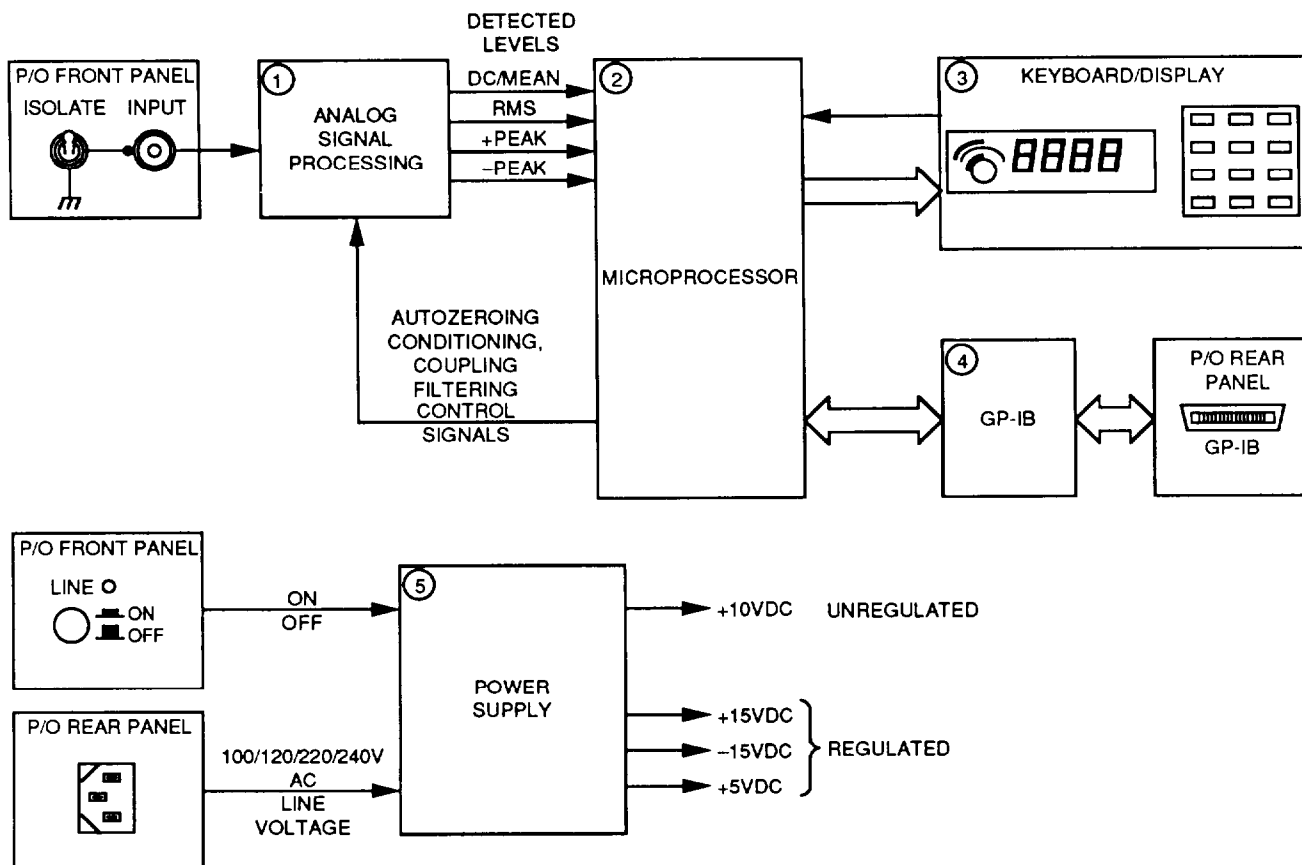 DETECTED
LEVELS
P/O FRONT PANEL
ISOLATE INPUT
1
ANALOG
SIGNAL
PROCESSING
DC/MEAN
RMS
+PEAK
–PEAK
2
MICROPROCESSOR
3
KEYBOARD/DISPLAY
8888
AUTOZEROING
CONDITIONING,
COUPLING
FILTERING
CONTROL
SIGNALS
4
GP-IB
P/O REAR
PANEL
GP-IB
P/O FRONT PANEL
LINE
ON
OFF
ON
OFF
5
POWER
SUPPLY
+10VDC UNREGULATED
+15VDC
–15VDC
+5VDC
REGULATED
P/O REAR PANEL
100/120/220/240V
AC
LINE
VOLTAGE